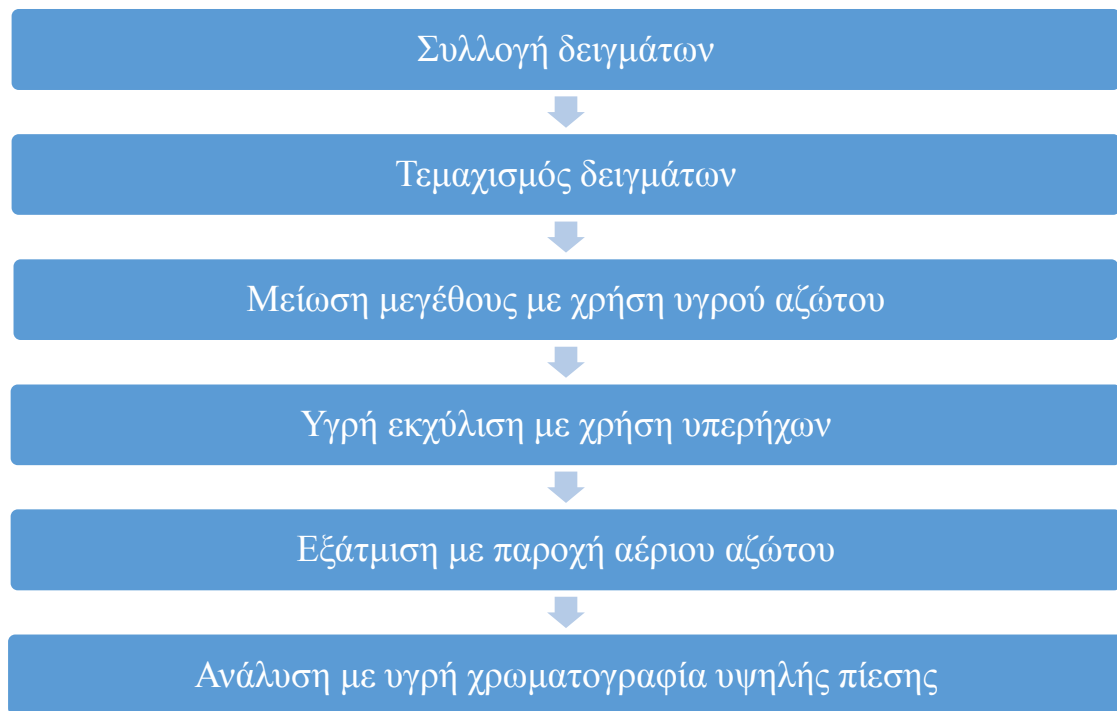 Συλλογή δειγμάτων
Τεμαχισμός δειγμάτων
Μείωση μεγέθους με χρήση υγρού αζώτου
Υγρή εκχύλιση με χρήση υπερήχων
Εξάτμιση με παροχή αέριου αζώτου
Ανάλυση με υγρή χρωματογραφία υψηλής πίεσης